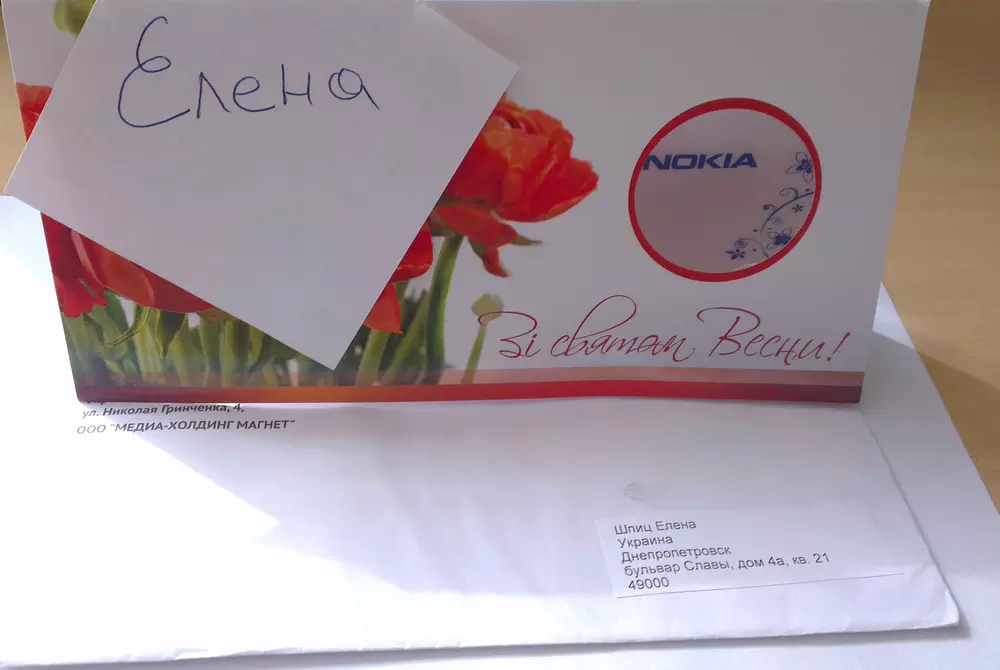 Елена
NOKIA
Зі святом Весни!
ул. Николая Гринченка, 4,
ООО "МЕДИА-ХОЛДИНГ МАГНЕТ"
Шпиц Елена
Украина
Днепропетровск
бульвар Славы, дом 4а, кв. 21
49000